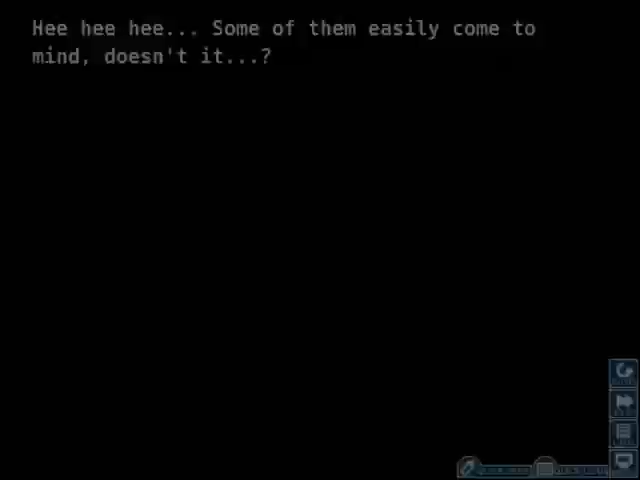 Hee hee hee... Some of them easily come to
mind, doesn't it...?